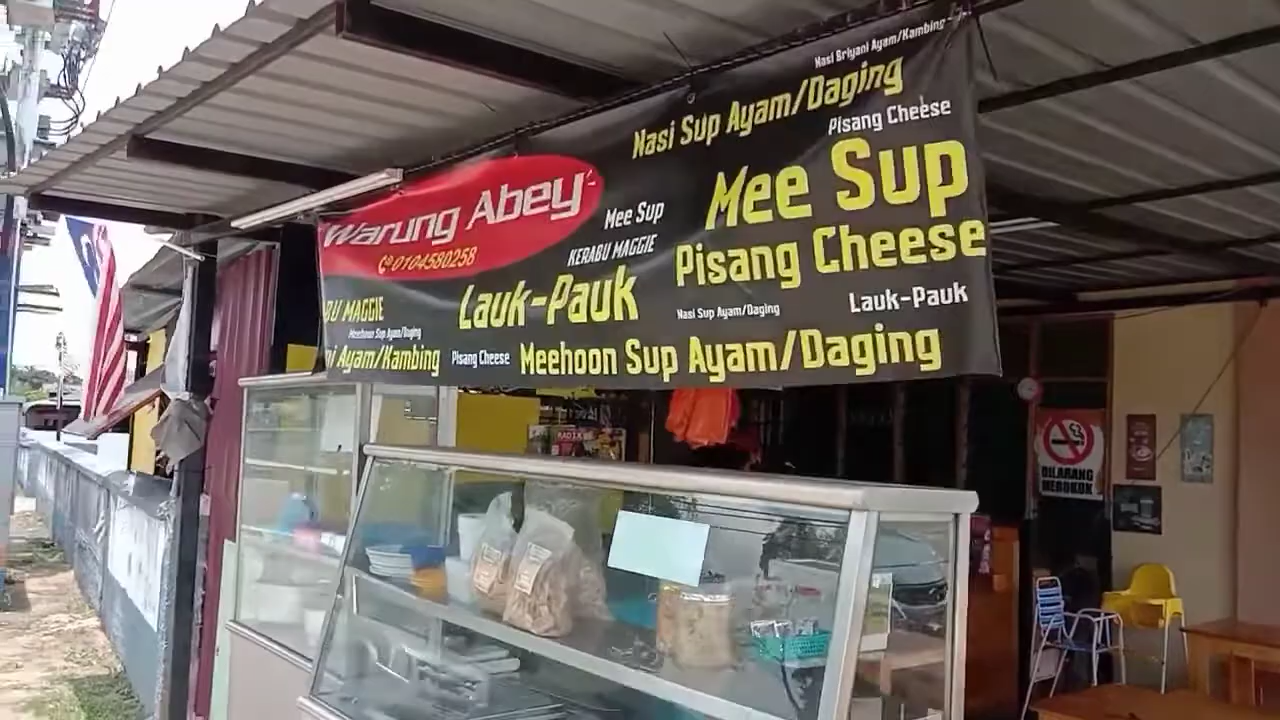 Nasi Briyani Ayam/Kambing
Nasi Sup Ayam/Daging
Pisang Cheese
Warung Abey
0104580258
Mee Sup
Mee Sup
KERABU MAGGIE
Pisang Cheese
BU MAGGIE
Lauk-Pauk
Nasi Sup Ayam/Daging
Lauk-Pauk
Meehoon Sup Ayam/Daging
i Ayam/Kambing
Pisang Cheese
Meehoon Sup Ayam/Daging
DILARANG
MEROKOK